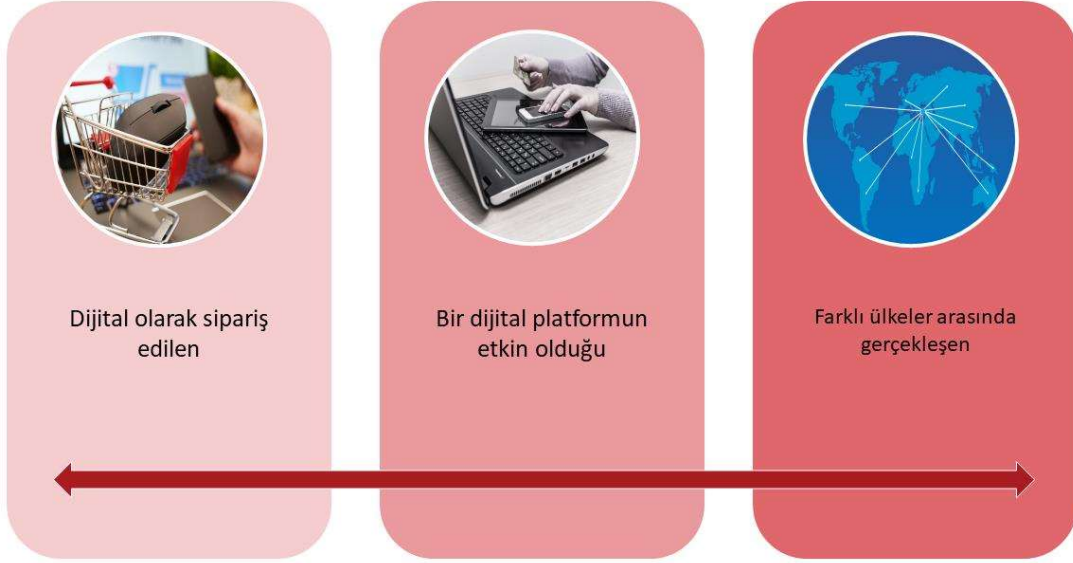 Dijital olarak sipariş
edilen
Bir dijital platformun
etkin olduğu
Farklı ülkeler arasında
gerçekleşen